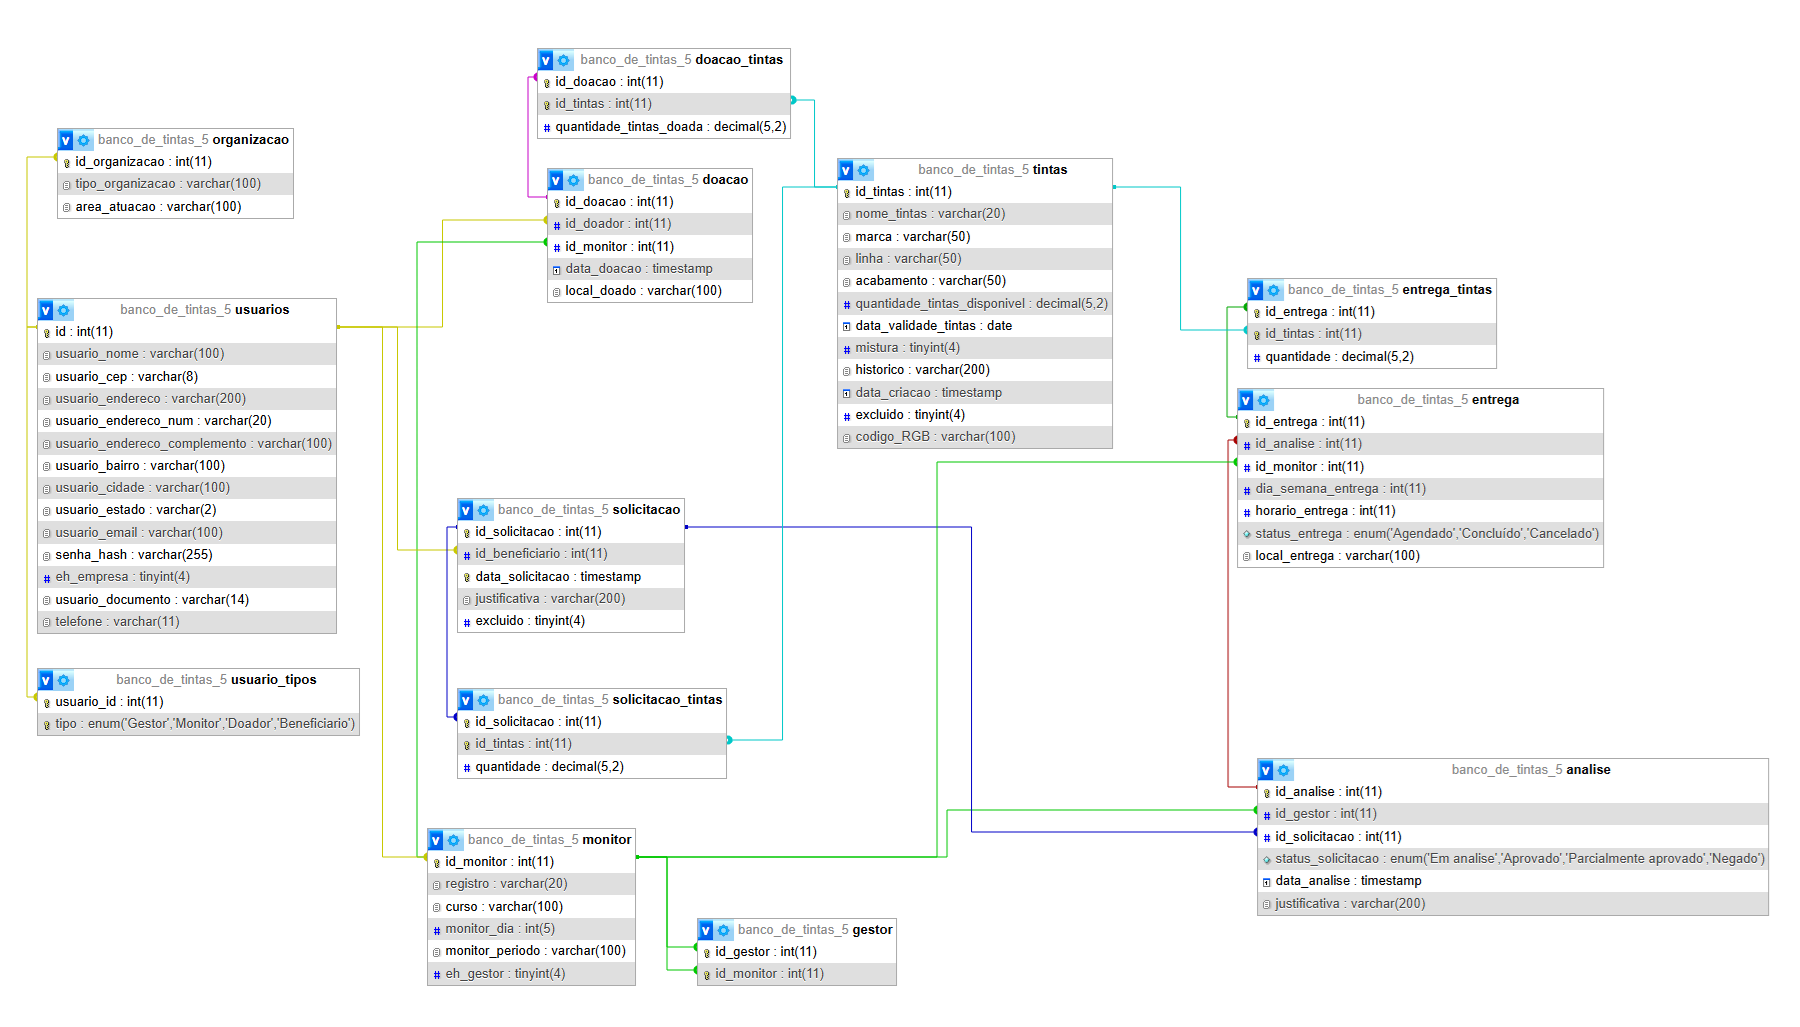 banco_de_tintas_5 doacao_tintas
id_doacao : int(11)
id_tintas : int(11)
quantidade_tintas_doada : decimal(5,2)
banco_de_tintas_5 organizacao
id_organizacao : int(11)
tipo_organizacao : varchar(100)
area_atuacao : varchar(100)
banco_de_tintas_5 doacao
id_doacao : int(11)
id_doador : int(11)
id_monitor : int(11)
data_doacao : timestamp
local_doado : varchar(100)
banco_de_tintas_5 tintas
id_tintas : int(11)
nome_tintas : varchar(20)
marca : varchar(50)
linha : varchar(50)
acabamento : varchar(50)
quantidade_tintas_disponivel : decimal(5,2)
data_validade_tintas : date
mistura : tinyint(4)
historico : varchar(200)
data_criacao : timestamp
excluido : tinyint(4)
codigo_RGB : varchar(100)
banco_de_tintas_5 entrega_tintas
id_entrega : int(11)
id_tintas : int(11)
quantidade : decimal(5,2)
banco_de_tintas_5 usuarios
id : int(11)
usuario_nome : varchar(100)
usuario_cep : varchar(8)
usuario_endereco : varchar(200)
usuario_endereco_num : varchar(20)
usuario_endereco_complemento : varchar(100)
usuario_bairro : varchar(100)
usuario_cidade : varchar(100)
usuario_estado : varchar(2)
usuario_email : varchar(100)
senha_hash : varchar(255)
eh_empresa : tinyint(4)
usuario_documento : varchar(14)
telefone : varchar(11)
banco_de_tintas_5 entrega
id_entrega : int(11)
id_analise : int(11)
id_monitor : int(11)
dia_semana_entrega : int(11)
horario_entrega : int(11)
status_entrega : enum('Agendado','Concluído','Cancelado')
local_entrega : varchar(100)
banco_de_tintas_5 solicitacao
id_solicitacao : int(11)
id_beneficiario : int(11)
data_solicitacao : timestamp
justificativa : varchar(200)
excluido : tinyint(4)
banco_de_tintas_5 usuario_tipos
usuario_id : int(11)
tipo : enum('Gestor','Monitor','Doador','Beneficiario')
banco_de_tintas_5 solicitacao_tintas
id_solicitacao : int(11)
id_tintas : int(11)
quantidade : decimal(5,2)
banco_de_tintas_5 analise
id_analise : int(11)
id_gestor : int(11)
id_solicitacao : int(11)
status_solicitacao : enum('Em analise','Aprovado','Parcialmente aprovado','Negado')
data_analise : timestamp
justificativa : varchar(200)
banco_de_tintas_5 monitor
id_monitor : int(11)
registro : varchar(20)
curso : varchar(100)
monitor_dia : int(5)
monitor_periodo : varchar(100)
eh_gestor : tinyint(4)
banco_de_tintas_5 gestor
id_gestor : int(11)
id_monitor : int(11)